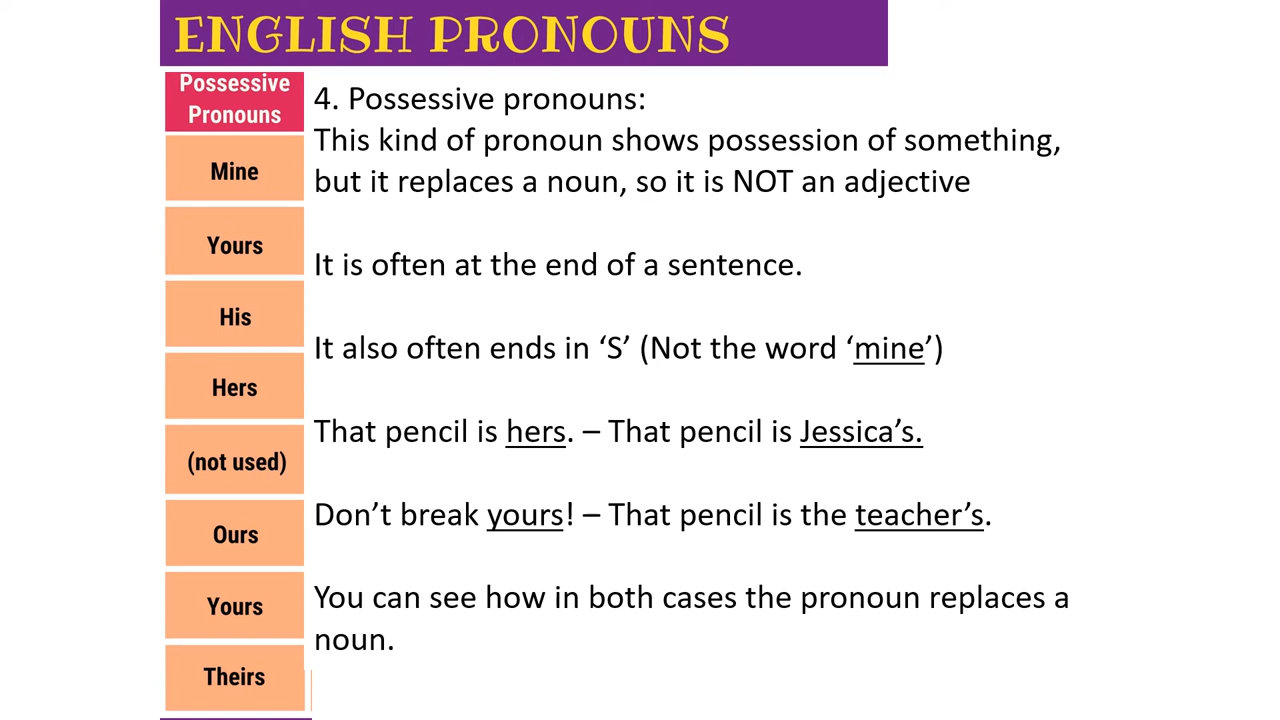 ENGLISH PRONOUNS
Possessive
Pronouns
Mine
Yours
His
Hers
(not used)
Ours
Yours
Theirs
4. Possessive pronouns:
This kind of pronoun shows possession of something,
but it replaces a noun, so it is NOT an adjective
It is often at the end of a sentence.
It also often ends in ‘S’ (Not the word ‘mine’)
That pencil is hers. – That pencil is Jessica’s.
Don’t break yours! – That pencil is the teacher’s.
You can see how in both cases the pronoun replaces a
noun.